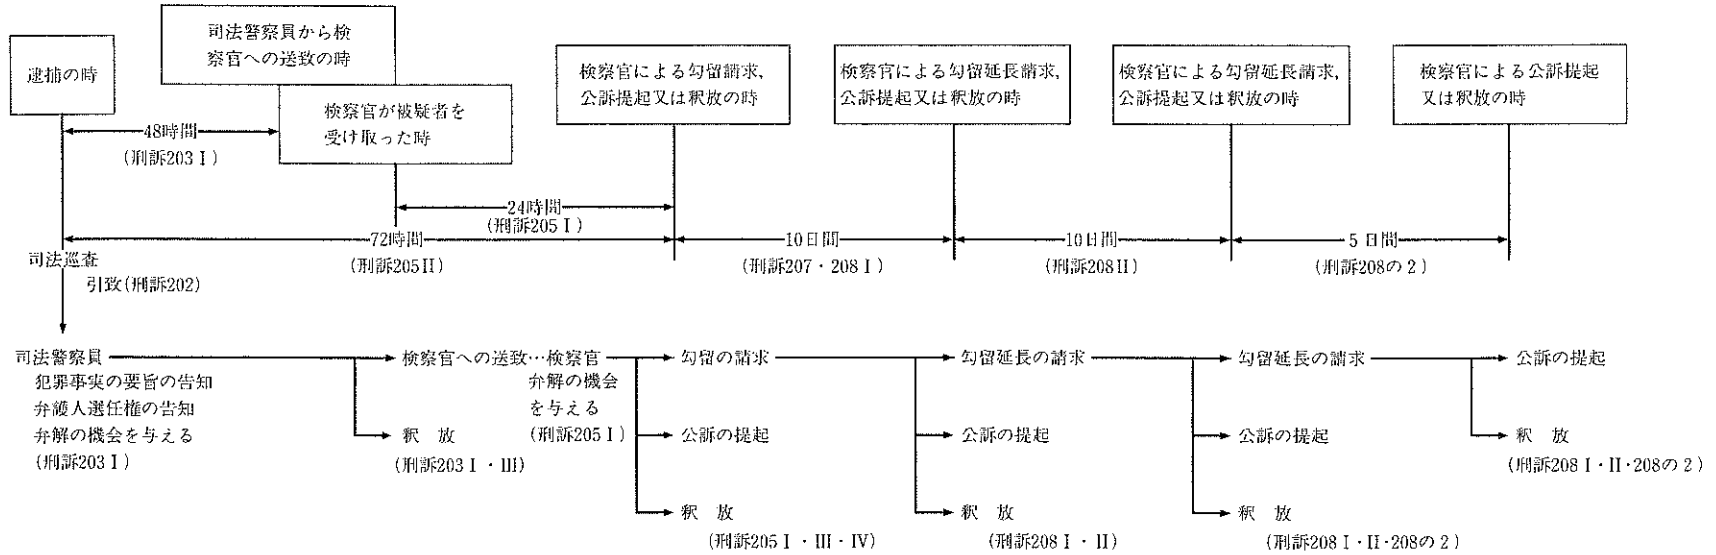 逮捕の時
司法警察員から検
察官への送致の時
検察官が被疑者を
受け取った時
検察官による勾留請求,
公訴提起又は釈放の時
検察官による勾留延長請求,
公訴提起又は釈放の時
検察官による勾留延長請求,
公訴提起又は釈放の時
検察官による公訴提起
又は釈放の時
48時間
(刑訴203Ⅰ)
24時間
(刑訴205Ⅰ)
72時間
(刑訴205Ⅱ)
10日間
(刑訴207・208Ⅰ)
10日間
(刑訴208Ⅱ)
5日間
(刑訴208の2)
司法巡査
引致(刑訴202)
司法警察員
犯罪事実の要旨の告知
弁護人選任権の告知
弁解の機会を与える
(刑訴203Ⅰ)
検察官への送致…検察官
弁解の機会
を与える
(刑訴205Ⅰ)
釈 放
(刑訴203Ⅰ・Ⅲ)
勾留の請求
公訴の提起
釈 放
(刑訴205Ⅰ・Ⅲ・Ⅳ)
勾留延長の請求
公訴の提起
釈 放
(刑訴208Ⅰ・Ⅱ)
勾留延長の請求
公訴の提起
釈 放
(刑訴208Ⅰ・Ⅱ・208の2)
公訴の提起
釈 放
(刑訴208Ⅰ・Ⅱ・208の2)